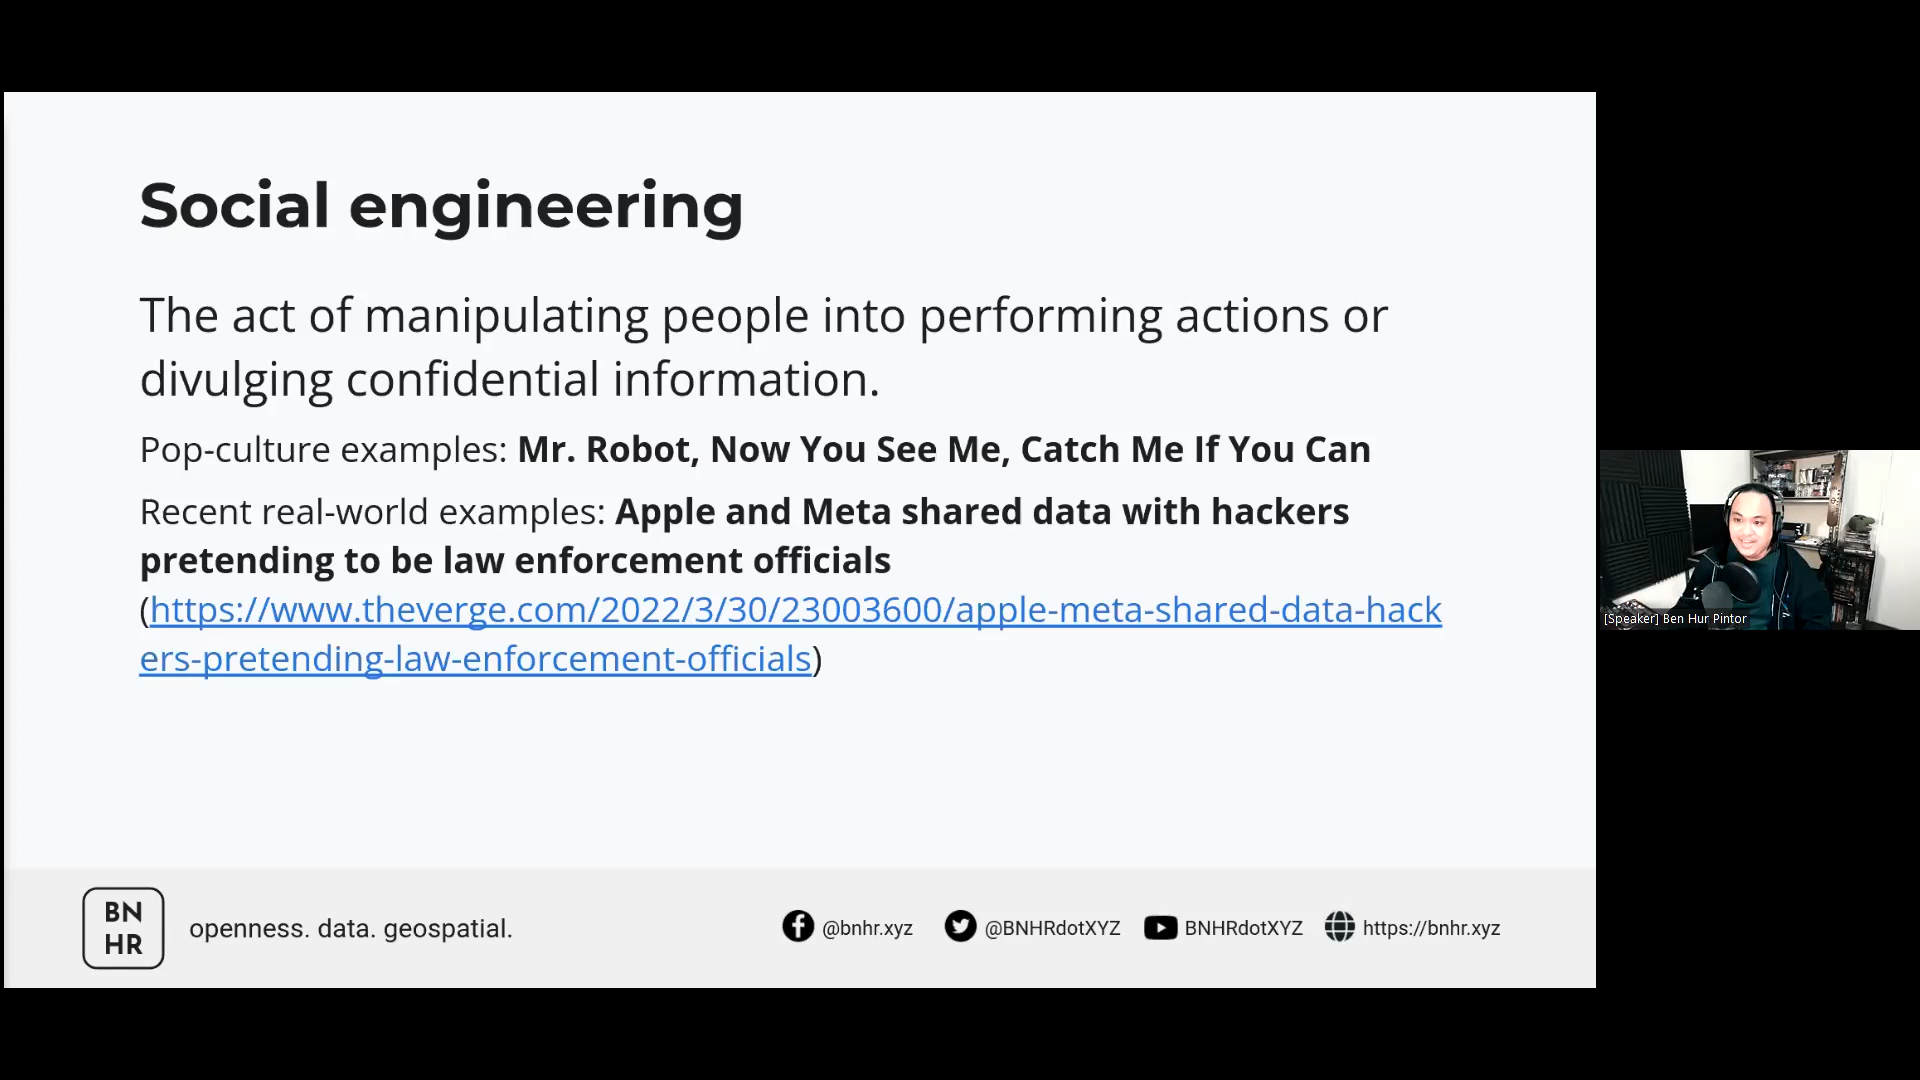 Social engineering
The act of manipulating people into performing actions or
divulging confidential information.
Pop-culture examples: Mr. Robot, Now You See Me, Catch Me If You Can
Recent real-world examples: Apple and Meta shared data with hackers
pretending to be law enforcement officials
(https://www.theverge.com/2022/3/30/23003600/apple-meta-shared-data-hack
ers-pretending-law-enforcement-officials)
[Speaker] Ben Hur Pintor
BN
HR
openness. data. geospatial.
@bnhr.xyz
@BNHRdotXYZ
BNHRdotXYZ
https://bnhr.xyz